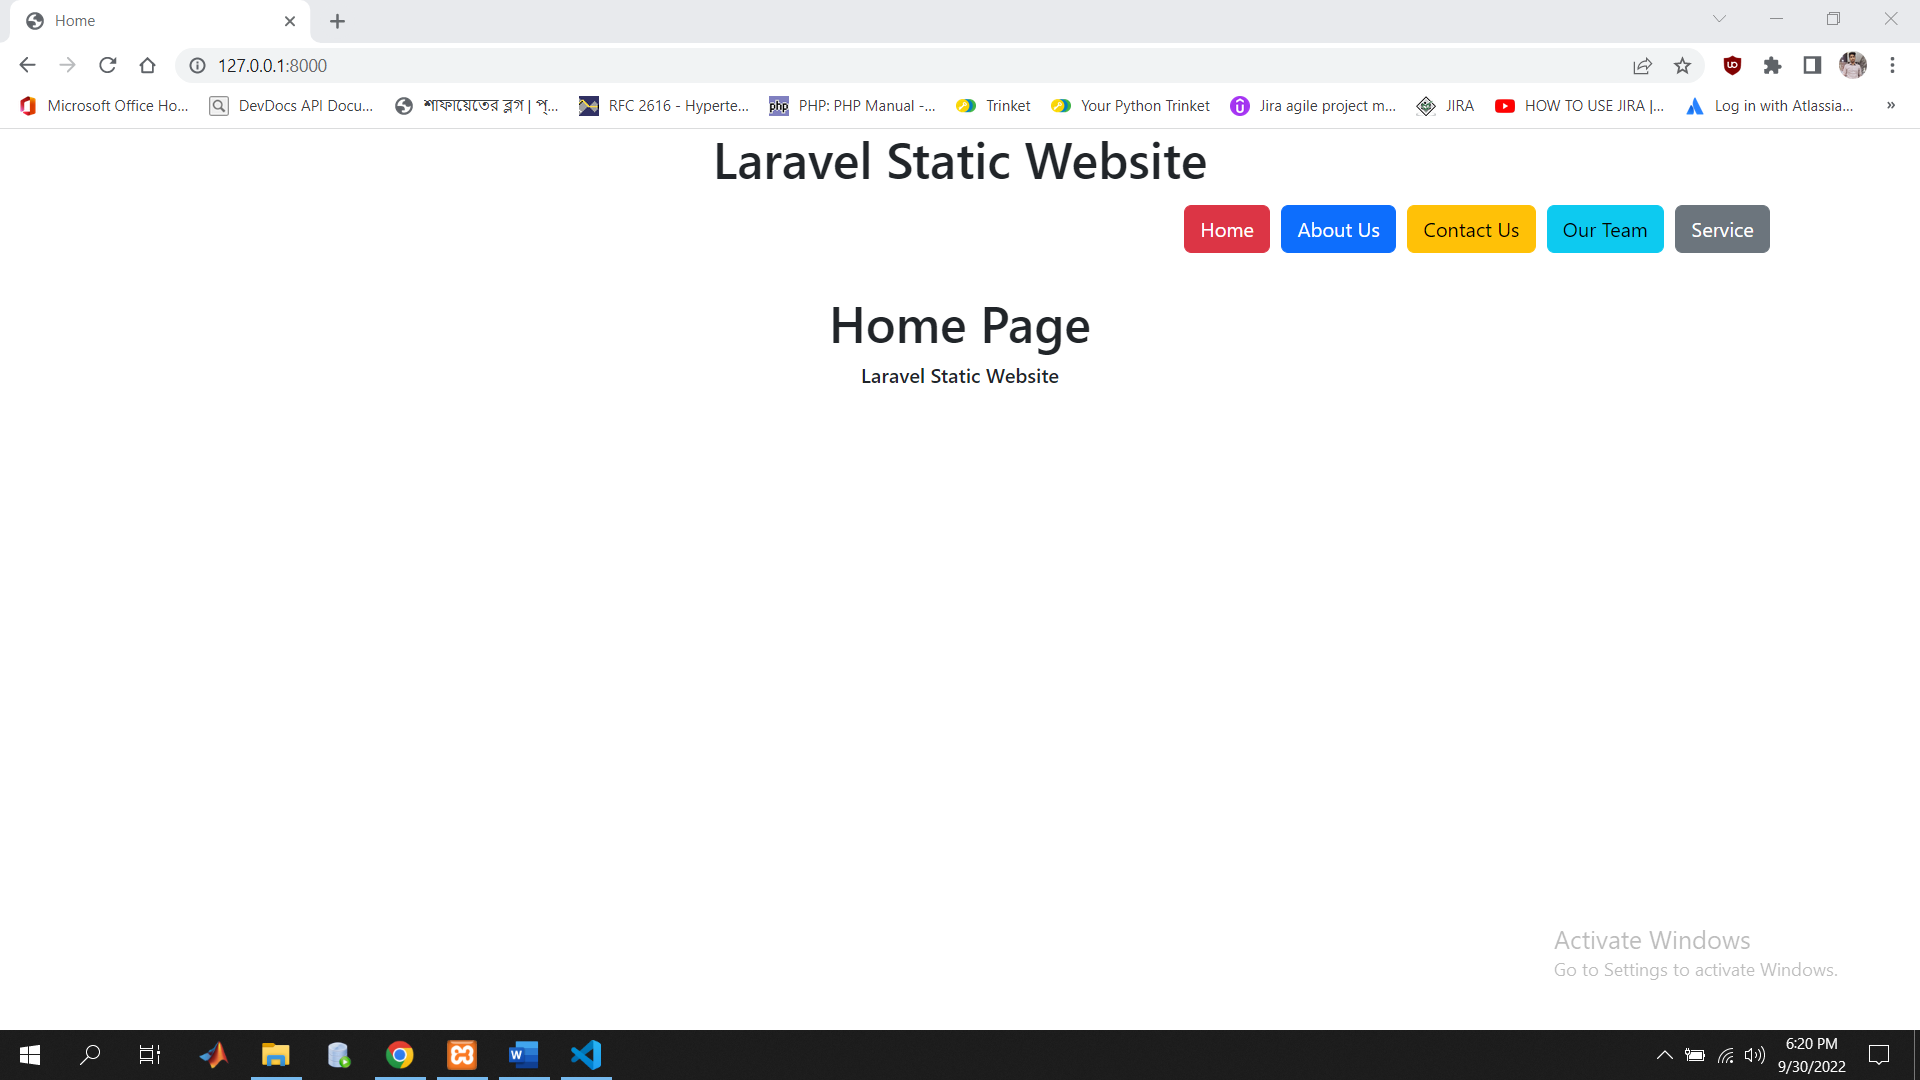 Home
127.0.0.1:8000
Microsoft Office Ho... DevDocs API Docu... শাফায়েতের ব্লগ | প্... RFC 2616 - Hyperte... php PHP: PHP Manual -... Trinket Your Python Trinket Jira agile project m... JIRA HOW TO USE JIRA |... Log in with Atlassia... »
Laravel Static Website
Home About Us Contact Us Our Team Service
Home Page
Laravel Static Website
Activate Windows
Go to Settings to activate Windows.
6:20 PM
9/30/2022